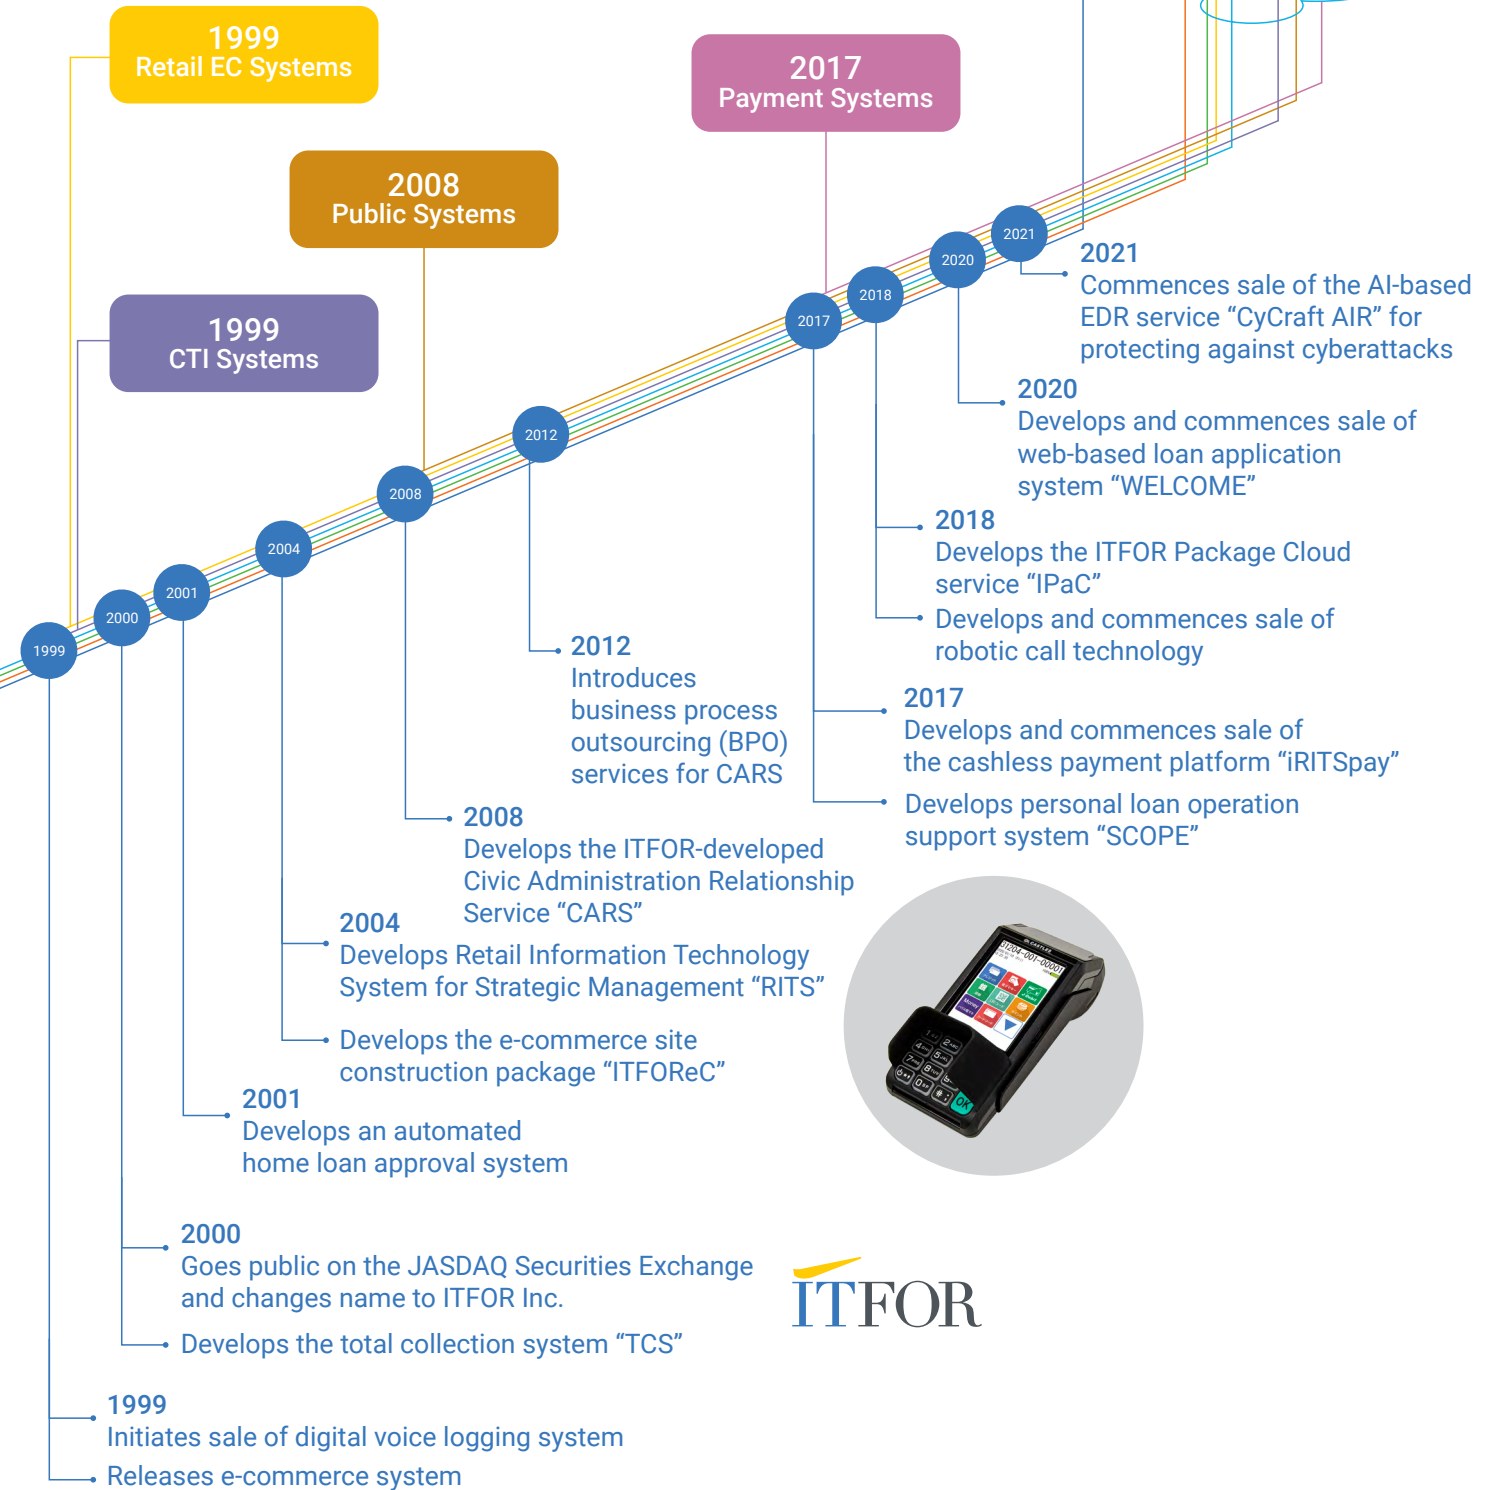 1999
Retail EC Systems
2017
Payment Systems
2008
Public Systems
1999
CTI Systems
2021
2020
2018
2017
2012
2008
2004
2001
2000
1999
2021
Commences sale of the AI-based
EDR service “CyCraft AIR” for
protecting against cyberattacks
2020
Develops and commences sale of
web-based loan application
system “WELCOME”
2018
Develops the ITFOR Package Cloud
service “IPaC”
Develops and commences sale of
robotic call technology
2017
Develops and commences sale of
the cashless payment platform “iRITSpay”
Develops personal loan operation
support system “SCOPE”
2012
Introduces
business process
outsourcing (BPO)
services for CARS
2008
Develops the ITFOR-developed
Civic Administration Relationship
Service “CARS”
2004
Develops Retail Information Technology
System for Strategic Management “RITS”
Develops the e-commerce site
construction package “ITFOReC”
2001
Develops an automated
home loan approval system
2000
Goes public on the JASDAQ Securities Exchange
and changes name to ITFOR Inc.
Develops the total collection system “TCS”
1999
Initiates sale of digital voice logging system
Releases e-commerce system
CASTLES
31204-001-00001
Money
OK
ITFOR